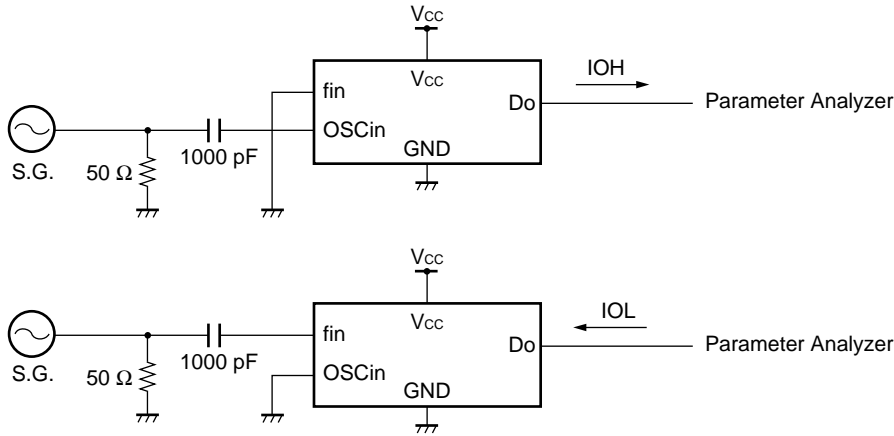 VCC
VCC
fin
Do
IOH
Parameter Analyzer
OSCin
S.G.
50 Ω
1000 pF
GND
VCC
VCC
fin
Do
IOL
Parameter Analyzer
OSCin
S.G.
50 Ω
1000 pF
GND